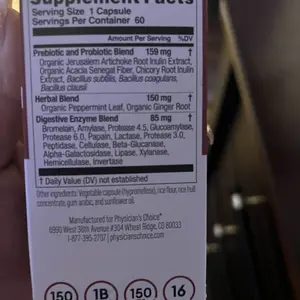 Supplement Facts
Serving Size 1 Capsule
Servings Per Container 60
Amount Per Serving %DV
Prebiotic and Probiotic Blend 159 mg †
Organic Jerusalem Artichoke Root Inulin Extract,
Organic Acacia Senegal Fiber, Chicory Root Inulin
Extract, Bacillus subtilis, Bacillus coagulans,
Bacillus clausii
Herbal Blend 150 mg †
Organic Peppermint Leaf, Organic Ginger Root
Digestive Enzyme Blend 85 mg †
Bromelain, Amylase, Protease 4.5, Glucoamylase,
Protease 6.0, Papain, Lactase, Protease 3.0,
Peptidase, Cellulase, Beta-Glucanase,
Alpha-Galactosidase, Lipase, Xylanase,
Hemicellulose, Invertase
† Daily Value (DV) not established
Other ingredients: Vegetable capsule (hypromellose), rice flour, rice hull
concentrate, gum arabic, and sunflower oil.
Manufactured for Physician's Choice®
6990 West 38th Avenue #304 Wheat Ridge, CO 80033
1-877-395-2707 | physicianschoice.com
150 1B 150 16